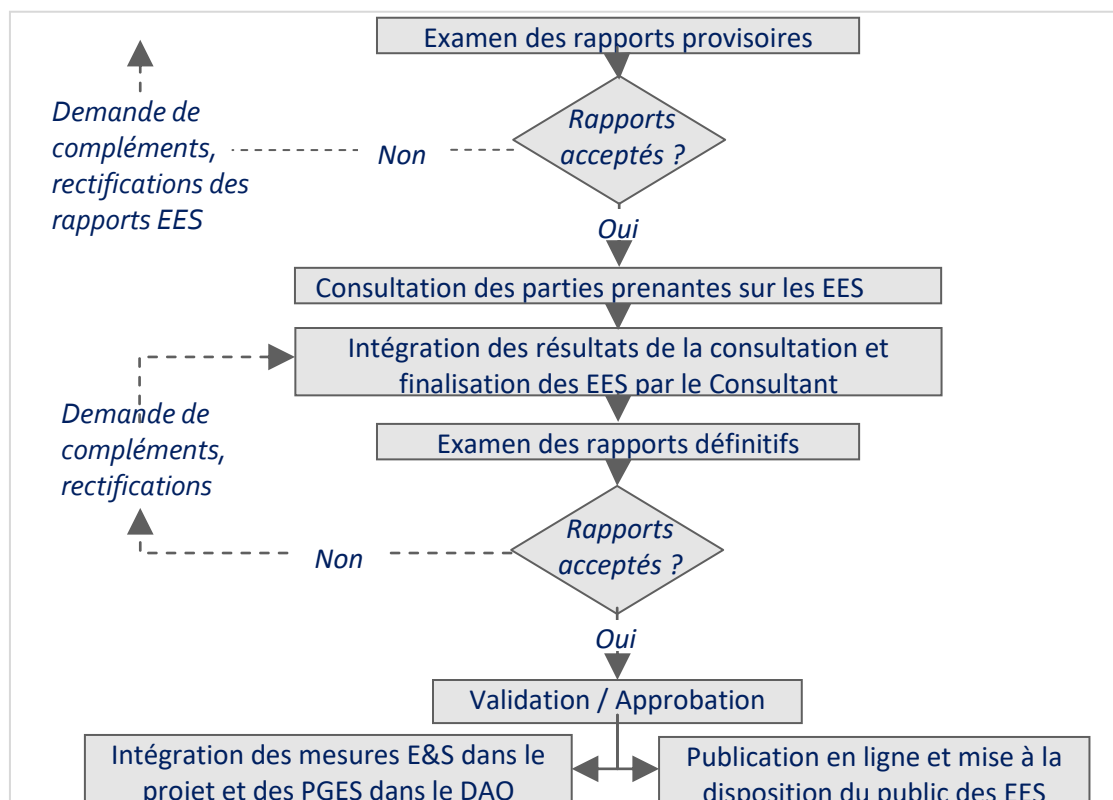 Examen des rapports provisoires
Demande de
compléments,
rectifications des
rapports EES
Non
Rapports
acceptés ?
Oui
Consultation des parties prenantes sur les EES
Intégration des résultats de la consultation et
finalisation des EES par le Consultant
Demande de
compléments,
rectifications
Examen des rapports définitifs
Rapports
acceptés ?
Non
Oui
Validation / Approbation
Intégration des mesures E&S dans le
projet et des PGES dans le DAO
Publication en ligne et mise à la
disposition du public des EES